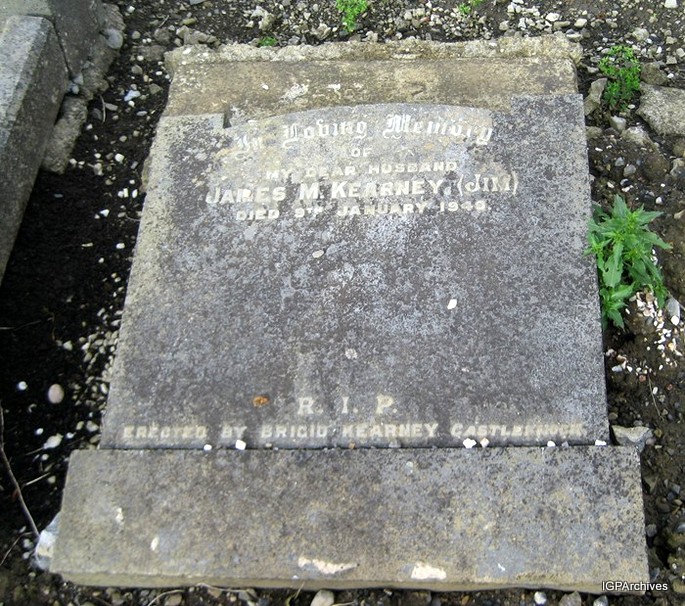 In Loving Memory
OF
MY DEAR HUSBAND
JAMES M. KEARNEY, (JIM)
DIED 9TH JANUARY 1949.
R. I. P.
ERECTED BY BRIGID KEARNEY CASTLEKNOCK.
IGPArchives